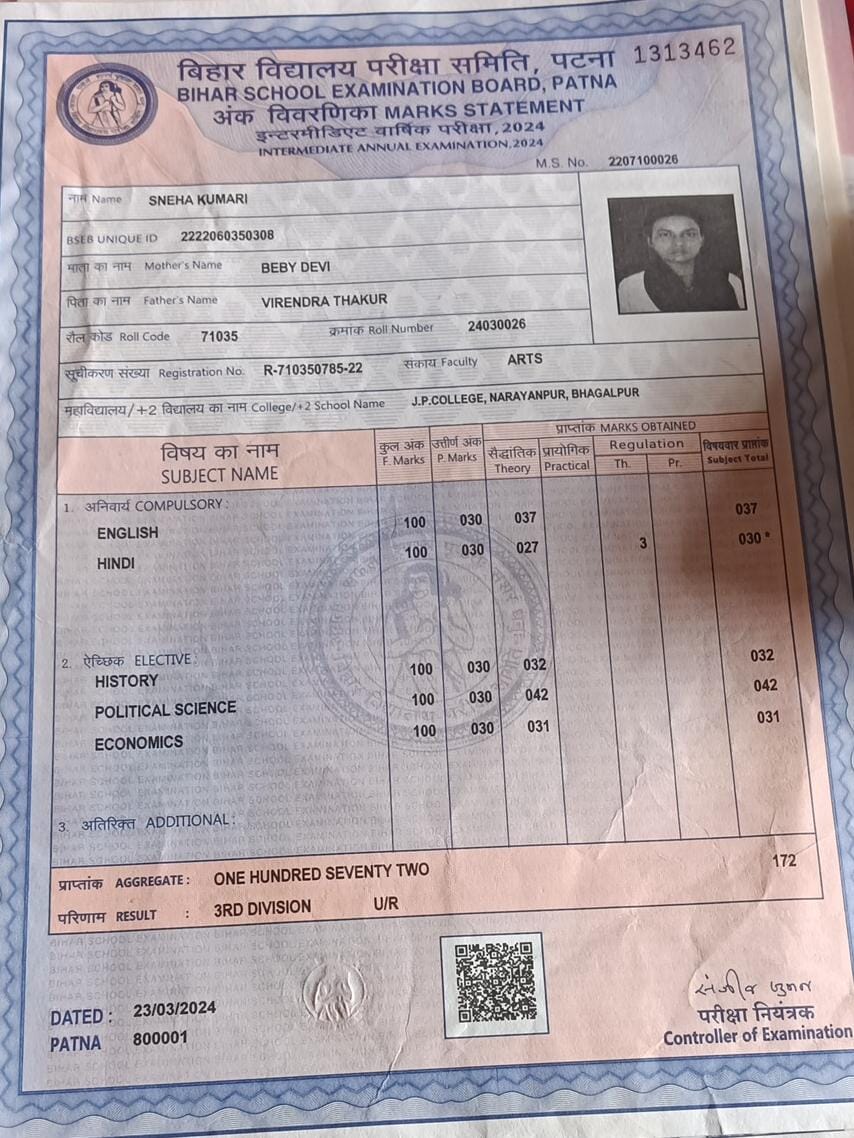 बिहार विद्यालय परीक्षा समिति, पटना 1313462
BIHAR SCHOOL EXAMINATION BOARD, PATNA
अंक विवरणिका MARKS STATEMENT
इन्टरमीडिएट वार्षिक परीक्षा, 2024
INTERMEDIATE ANNUAL EXAMINATION, 2024
M.S. No. 2207100026
नाम Name SNEHA KUMARI
BSEB UNIQUE ID 2222060350308
माता का नाम Mother's Name BEBY DEVI
पिता का नाम Father's Name VIRENDRA THAKUR
रौल कोड Roll Code 71035 क्रमांक Roll Number 24030026
सूचीकरण संख्या Registration No. R-710350785-22 संकाय Faculty ARTS
महाविद्यालय/+2 विद्यालय का नाम College/+2 School Name J.P.COLLEGE, NARAYANPUR, BHAGALPUR
विषय का नाम SUBJECT NAME
कुल अंक F. Marks
उत्तीर्ण अंक P. Marks
प्राप्तांक MARKS OBTAINED
सैद्धांतिक Theory
प्रायोगिक Practical
Regulation
Th. Pr.
विषयवार प्राप्तांक Subject Total
1. अनिवार्य COMPULSORY :
ENGLISH 100 030 037 037
HINDI 100 030 027 3 030 *
2. ऐच्छिक ELECTIVE:
HISTORY 100 030 032 032
POLITICAL SCIENCE 100 030 042 042
ECONOMICS 100 030 031 031
3. अतिरिक्त ADDITIONAL :
प्राप्तांक AGGREGATE : ONE HUNDRED SEVENTY TWO 172
परिणाम RESULT : 3RD DIVISION U/R
DATED : 23/03/2024
PATNA 800001
परीक्षा नियंत्रक
Controller of Examination